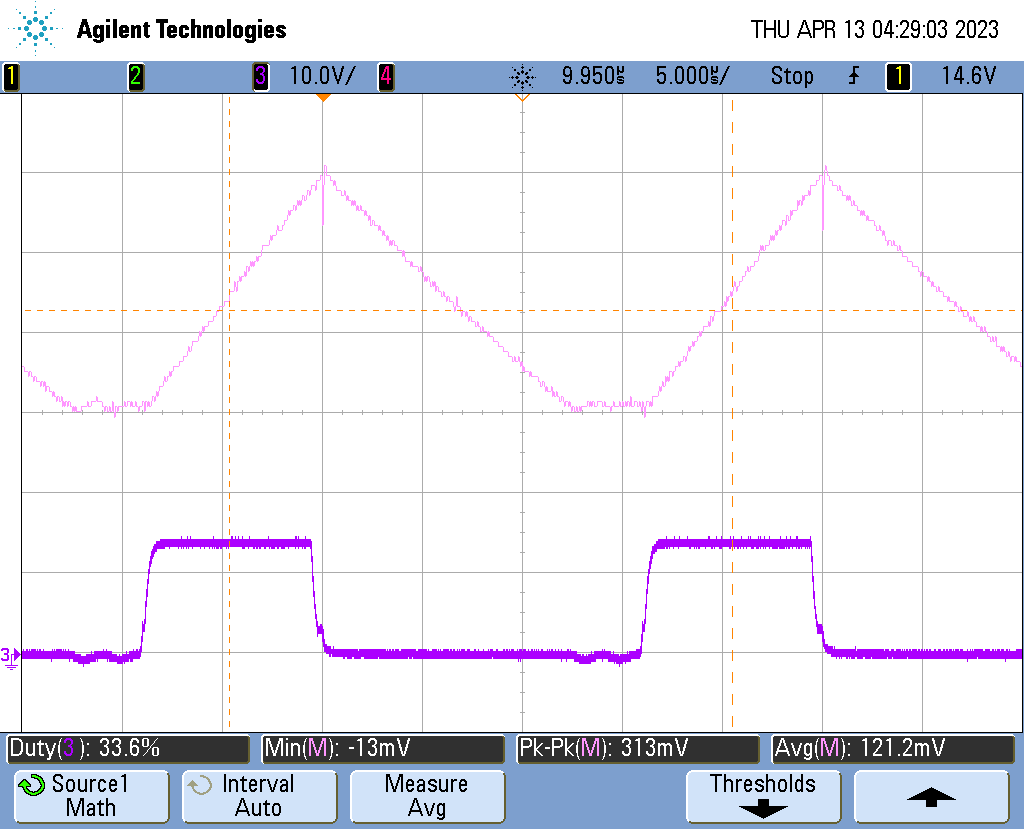 Agilent Technologies THU APR 13 04:29:03 2023
1 2 3 10.0V/ 4 9.950µs 5.000µs/ Stop 1 14.6V
3
Duty(3): 33.6% Min(M): -13mV Pk-Pk(M): 313mV Avg(M): 121.2mV
Source1 Interval Measure Thresholds
Math Auto Avg